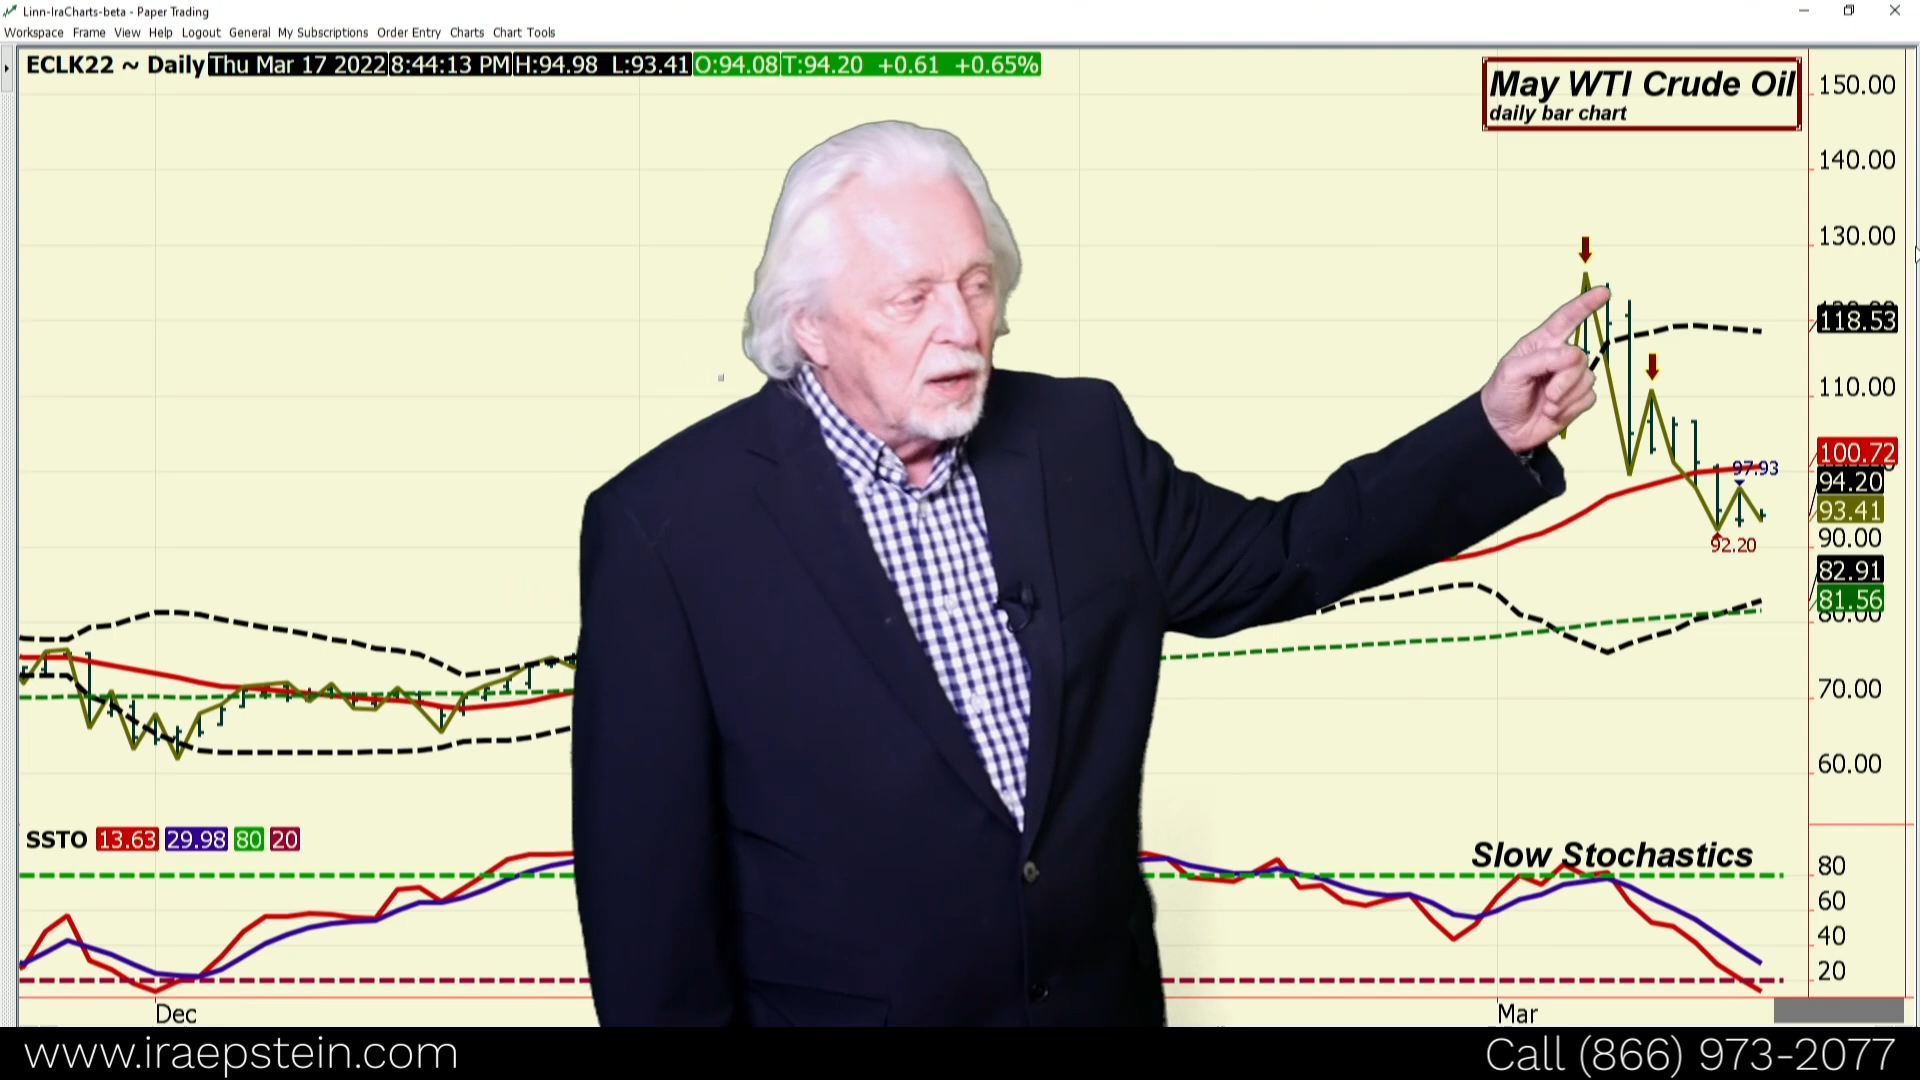 Linn-IraCharts-beta - Paper Trading
Workspace Frame View Help Logout General My Subscriptions Order Entry Charts Chart Tools
ECLK22 ~ Daily Thu Mar 17 2022 8:44:13 PM H:94.98 L:93.41 O:94.08 T:94.20 +0.61 +0.65%
May WTI Crude Oil
daily bar chart
150.00
140.00
130.00
118.53
110.00
100.72
97.93
94.20
93.41
90.00
92.20
82.91
81.56
80.00
70.00
60.00
SSTO 13.63 29.98 80 20
Slow Stochastics
80
60
40
20
Dec
Mar
www.iraepstein.com
Call (866) 973-2077